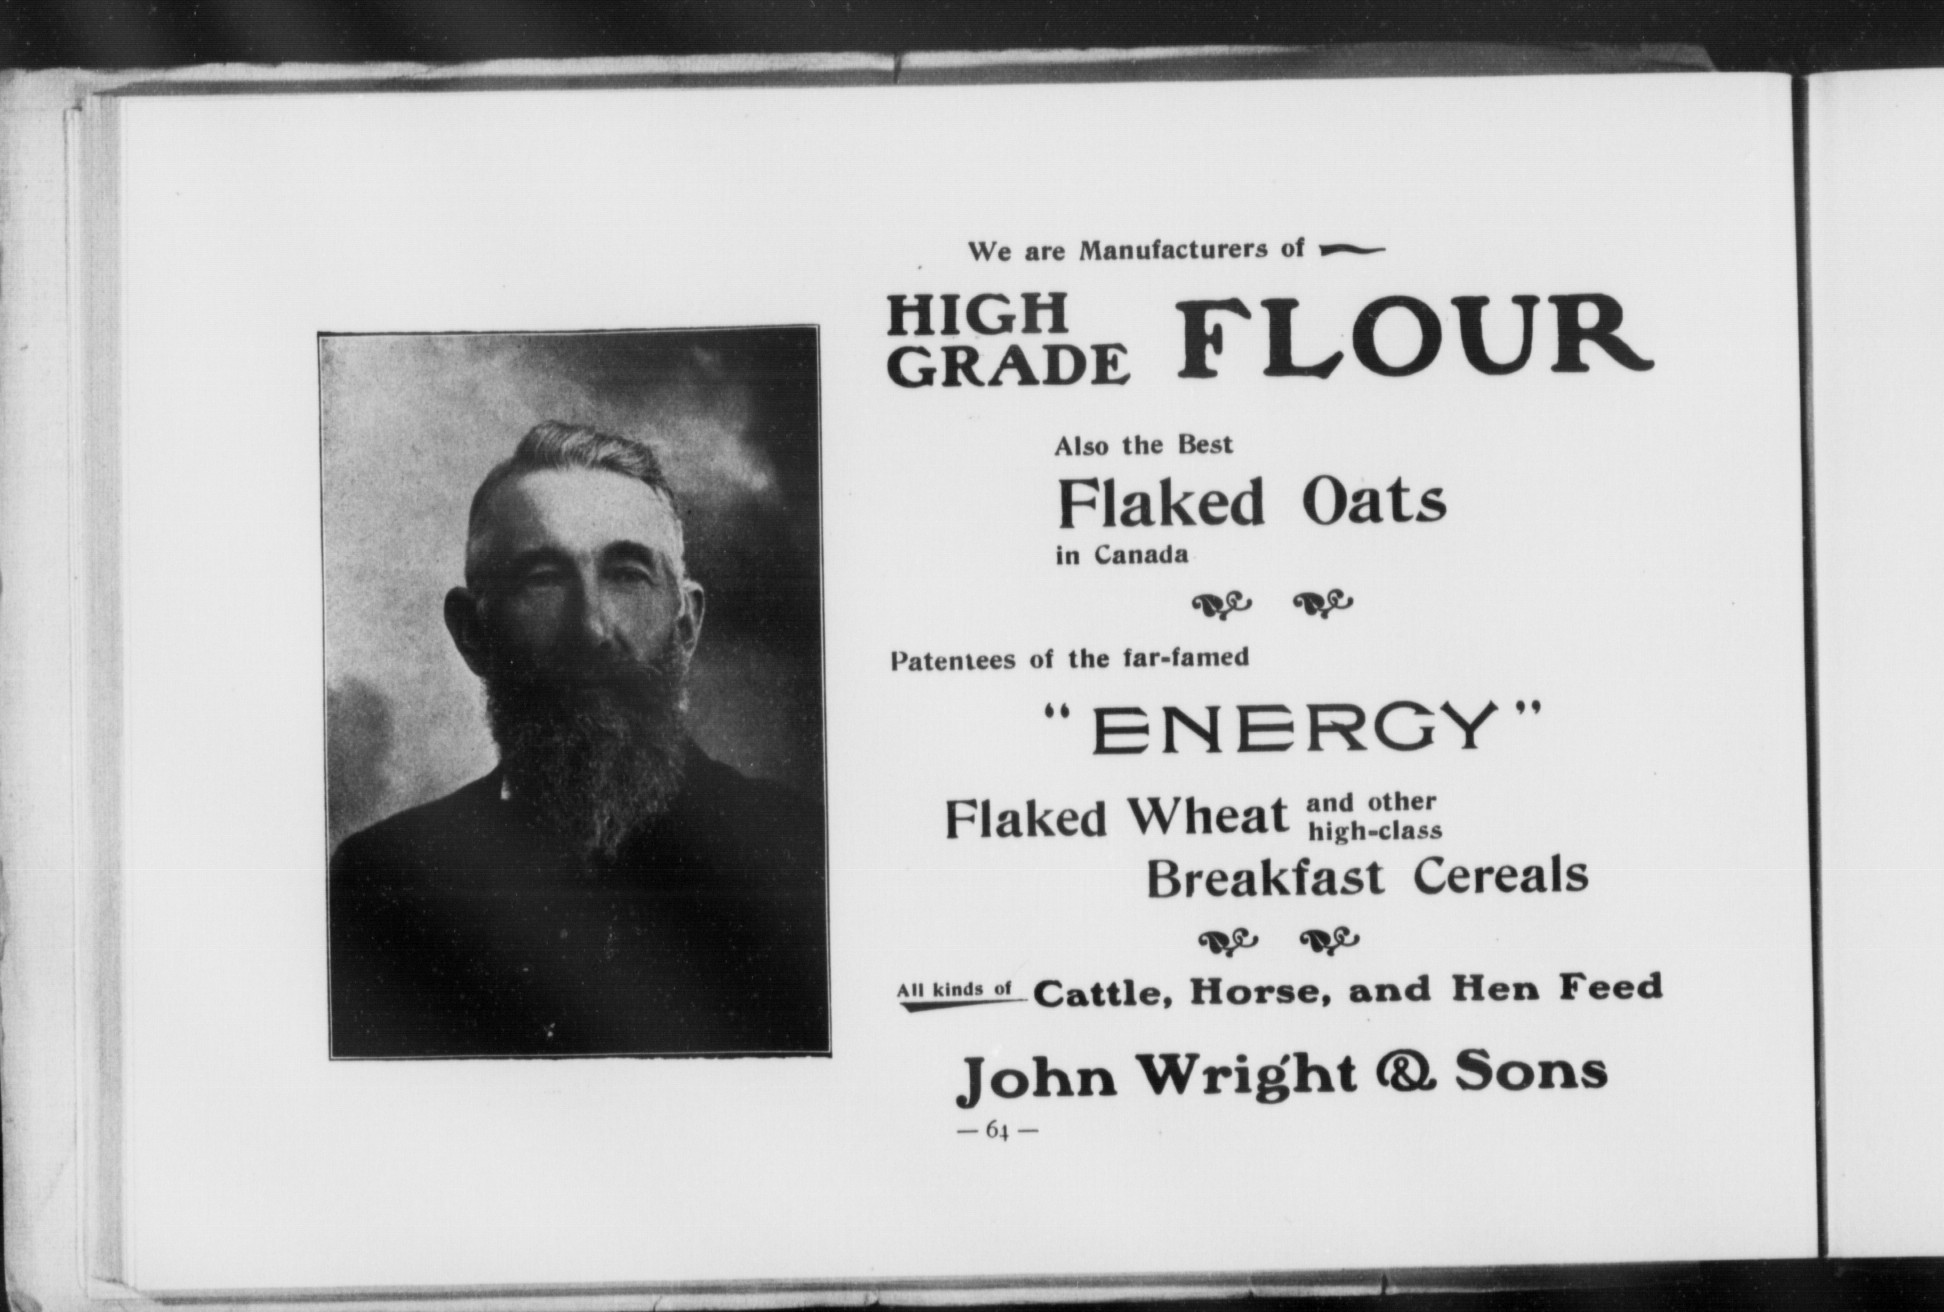 We are Manufacturers of
HIGH GRADE FLOUR
Also the Best
Flaked Oats
in Canada
Patentees of the far-famed
“ENERGY”
Flaked Wheat and other high-class
Breakfast Cereals
All kinds of Cattle, Horse, and Hen Feed
John Wright & Sons
— 64 —